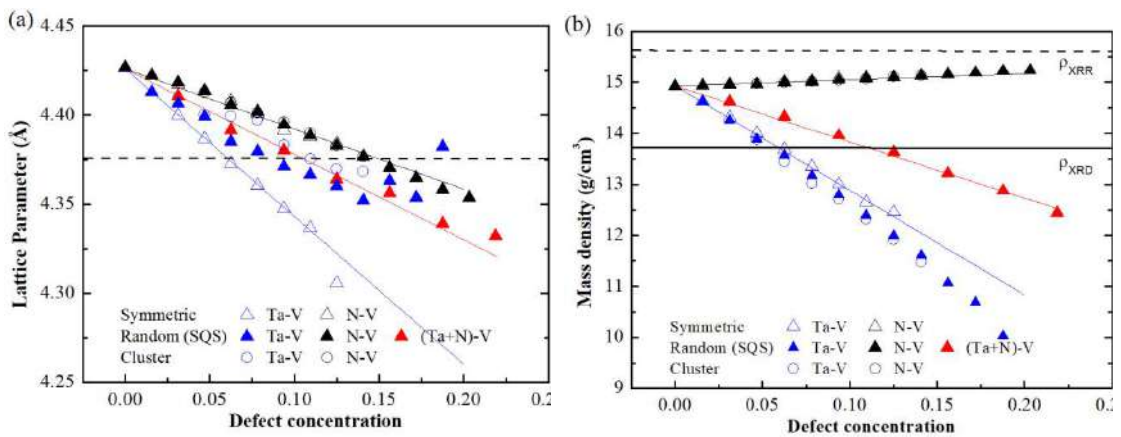 (a)
4.45
4.40
4.35
4.30
4.25
Lattice Parameter (Å)
Symmetric Ta-V N-V
Random (SQS) Ta-V N-V (Ta+N)-V
Cluster Ta-V N-V
0.00 0.05 0.10 0.15 0.20
Defect concentration
(b)
16
15
14
13
12
11
10
9
Mass density (g/cm³)
ρXRR
ρXRD
Symmetric Ta-V N-V
Random (SQS) Ta-V N-V (Ta+N)-V
Cluster Ta-V N-V
0.00 0.05 0.10 0.15 0.20
Defect concentration